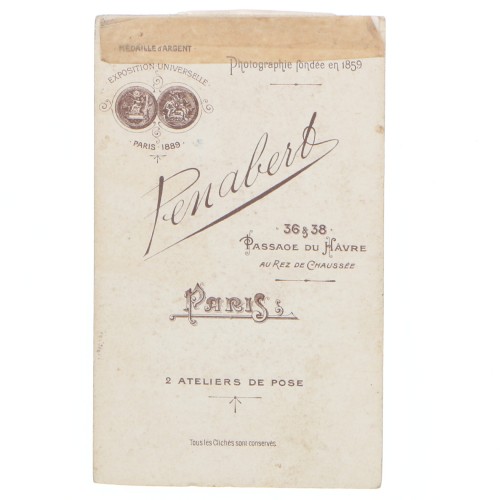 MÉDAILLE d'ARGENT
Photographie fondée en 1859
EXPOSITION UNIVERSELLE
PARIS 1889
Penabert
36 & 38
PASSAGE DU HÂVRE
AU REZ DE CHAUSSÉE
PARIS
2 ATELIERS DE POSE
Tous les Clichés sont conservés.